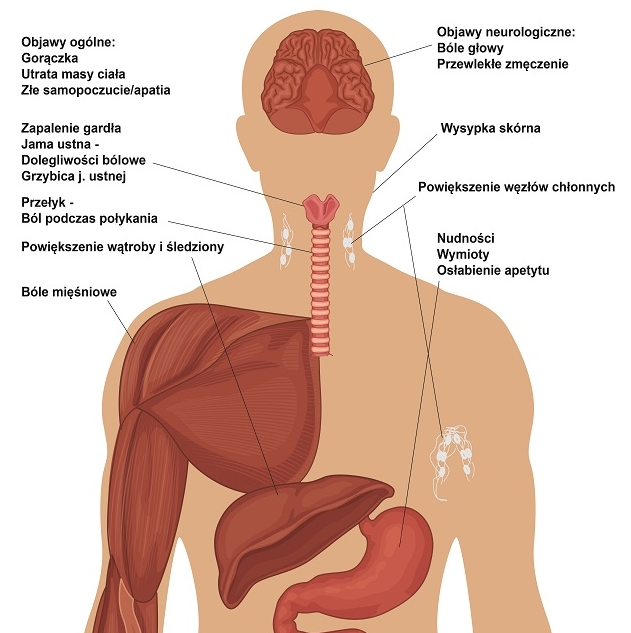 Objawy ogólne:
Gorączka
Utrata masy ciała
Złe samopoczucie/apatia
Zapalenie gardła
Jama ustna -
Dolegliwości bólowe
Grzybica j. ustnej
Przełyk -
Ból podczas połykania
Powiększenie wątroby i śledziony
Bóle mięśniowe
Objawy neurologiczne:
Bóle głowy
Przewlekłe zmęczenie
Wysypka skórna
Powiększenie węzłów chłonnych
Nudności
Wymioty
Osłabienie apetytu